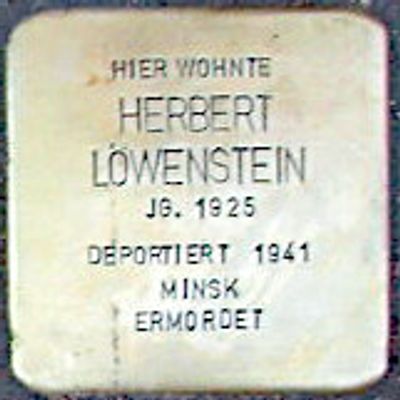 HIER WOHNTE
HERBERT
LÖWENSTEIN
JG. 1925
DEPORTIERT 1941
MINSK
ERMORDET